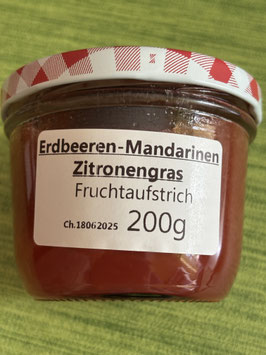 Erdbeeren-Mandarinen
Zitronengras
Fruchtaufstrich
Ch.18062025 200g